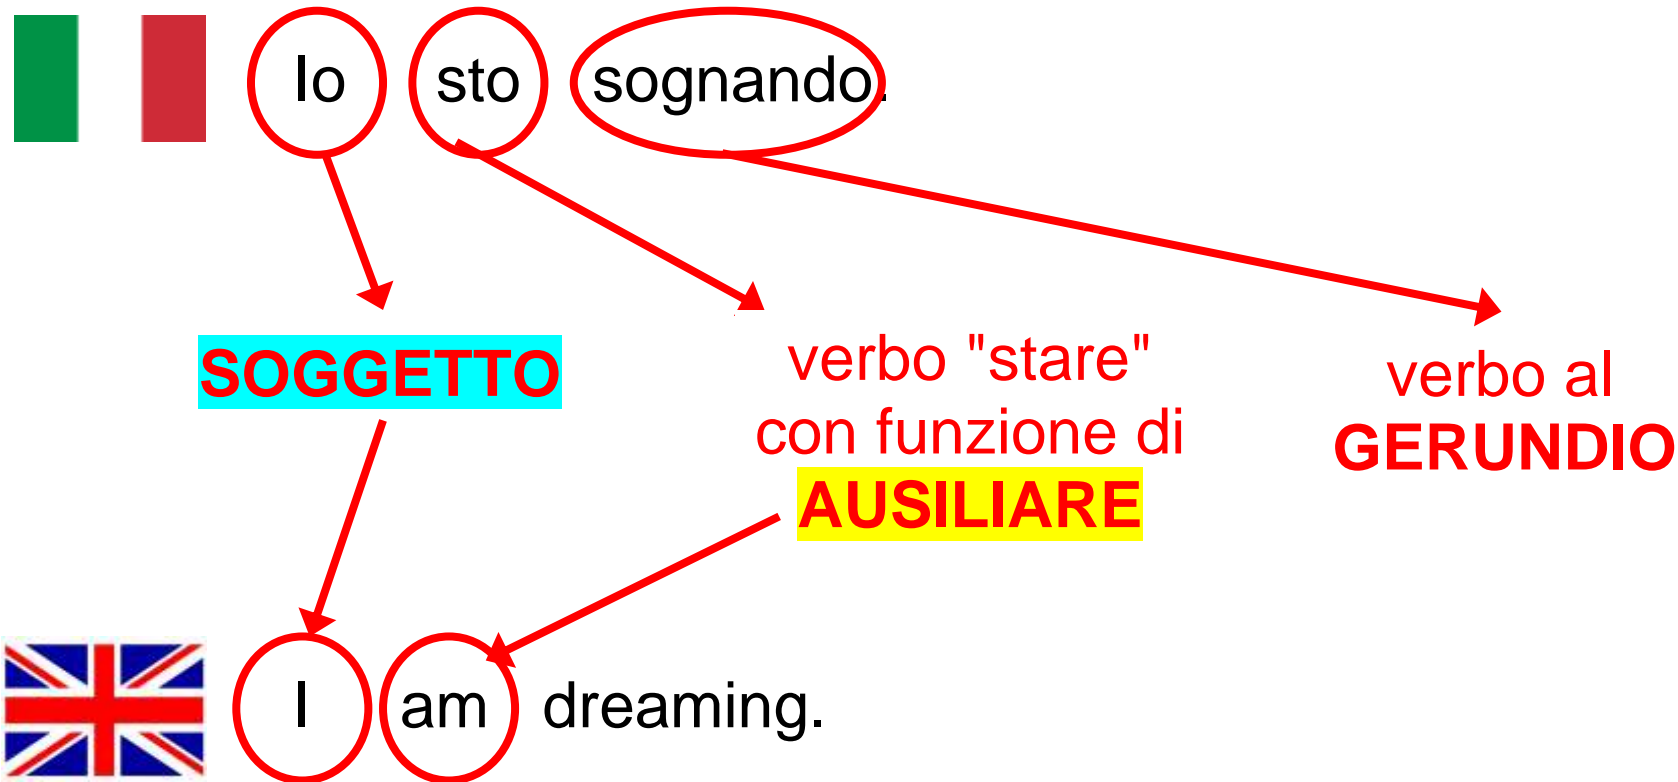 Io sto sognando.
SOGGETTO
verbo "stare"
con funzione di
AUSILIARE
verbo al
GERUNDIO
I am dreaming.